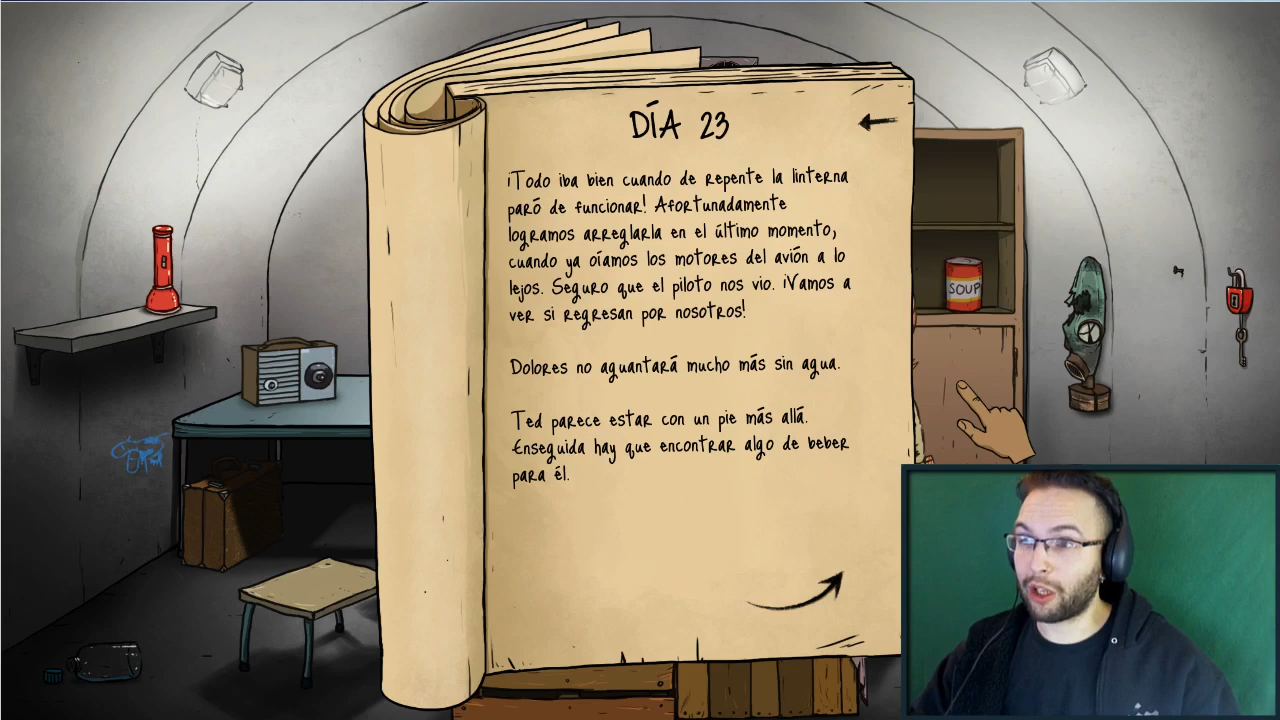 DÍA 23
¡Todo iba bien cuando de repente la linterna
paró de funcionar! Afortunadamente
logramos arreglarla en el último momento,
cuando ya oíamos los motores del avión a lo
lejos. Seguro que el piloto nos vio. ¡Vamos a
ver si regresan por nosotros!
Dolores no aguantará mucho más sin agua.
Ted parece estar con un pie más allá.
Enseguida hay que encontrar algo de beber
para él.
SOUP